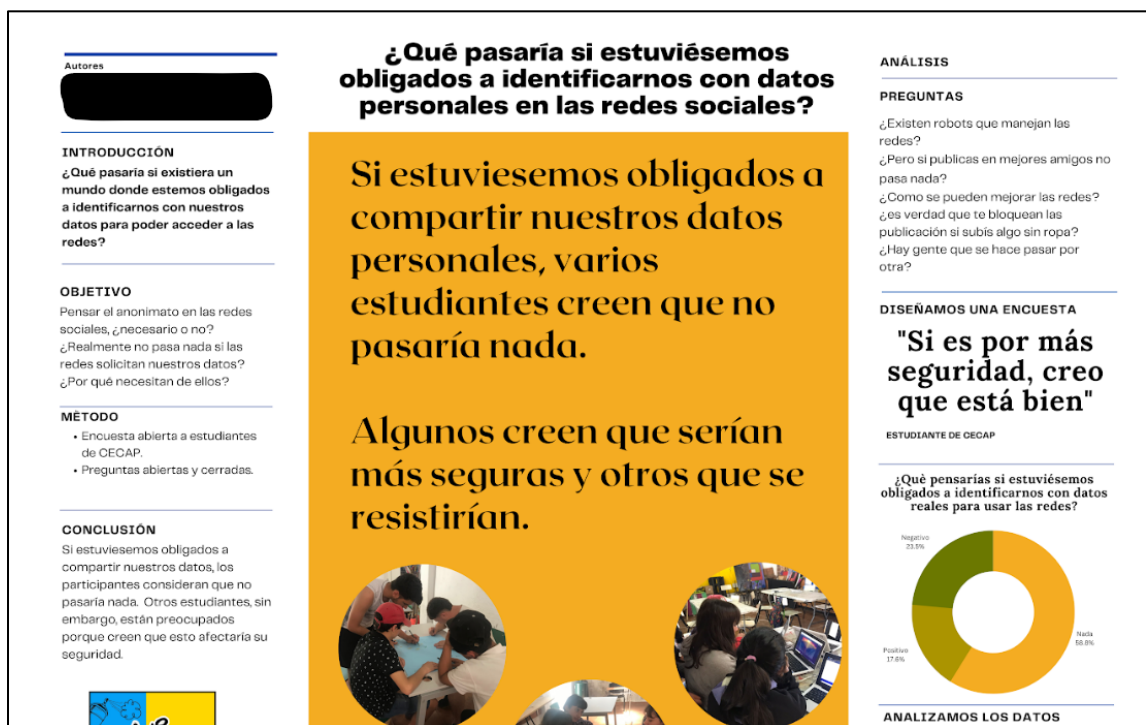 Autores
INTRODUCCIÓN
¿Qué pasaría si existiera un
mundo donde estemos obligados
a identificarnos con nuestros
datos para poder acceder a las
redes?
OBJETIVO
Pensar el anonimato en las redes
sociales, ¿necesario o no?
¿Realmente no pasa nada si las
redes solicitan nuestros datos?
¿Por qué necesitan de ellos?
MÈTODO
• Encuesta abierta a estudiantes
de CECAP.
• Preguntas abiertas y cerradas.
CONCLUSIÓN
Si estuviesemos obligados a
compartir nuestros datos, los
participantes consideran que no
pasaría nada. Otros estudiantes, sin
embargo, están preocupados
porque creen que esto afectaría su
seguridad.
¿Qué pasaría si estuviésemos
obligados a identificarnos con datos
personales en las redes sociales?
Si estuviesemos obligados a
compartir nuestros datos
personales, varios
estudiantes creen que no
pasaría nada.
Algunos creen que serían
más seguras y otros que se
resistirían.
ANÁLISIS
PREGUNTAS
¿Existen robots que manejan las
redes?
¿Pero si publicas en mejores amigos no
pasa nada?
¿Como se pueden mejorar las redes?
¿es verdad que te bloquean las
publicación si subís algo sin ropa?
¿Hay gente que se hace pasar por
otra?
DISEÑAMOS UNA ENCUESTA
"Si es por más
seguridad, creo
que está bien"
ESTUDIANTE DE CECAP
¿Què pensarías si estuviésemos
obligados a identificarnos con datos
reales para usar las redes?
Negativo
23.5%
Nada
58.8%
Positivo
17.6%
ANALIZAMOS LOS DATOS